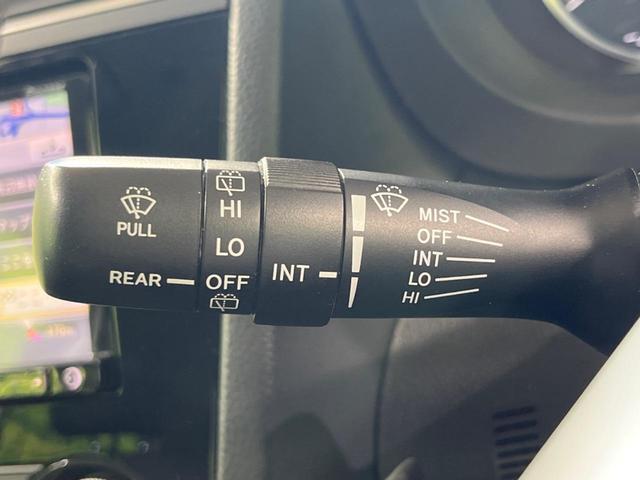 PULL
REAR
HI
LO
OFF
INT
MIST
OFF
INT
LO
HI